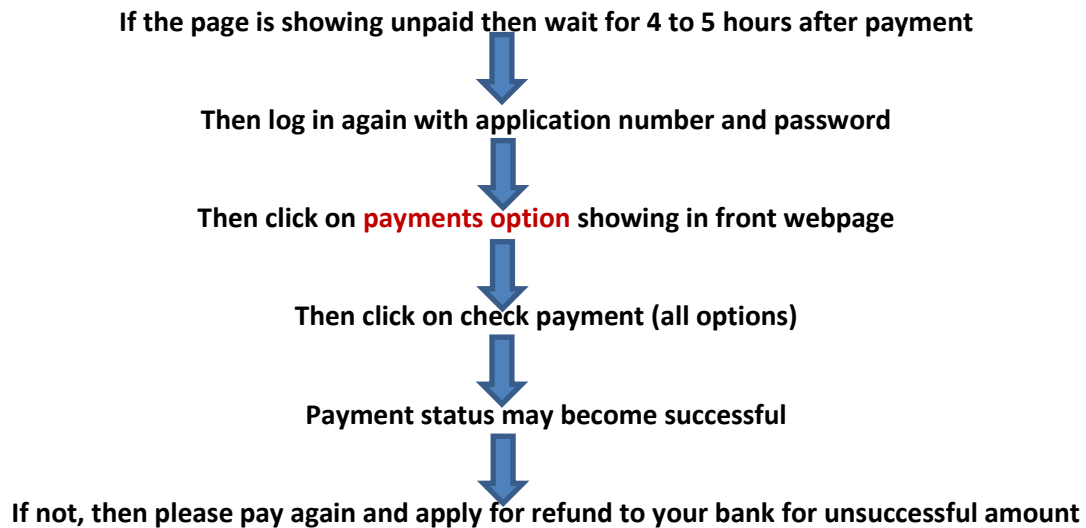 If the page is showing unpaid then wait for 4 to 5 hours after payment
Then log in again with application number and password
Then click on payments option showing in front webpage
Then click on check payment (all options)
Payment status may become successful
If not, then please pay again and apply for refund to your bank for unsuccessful amount